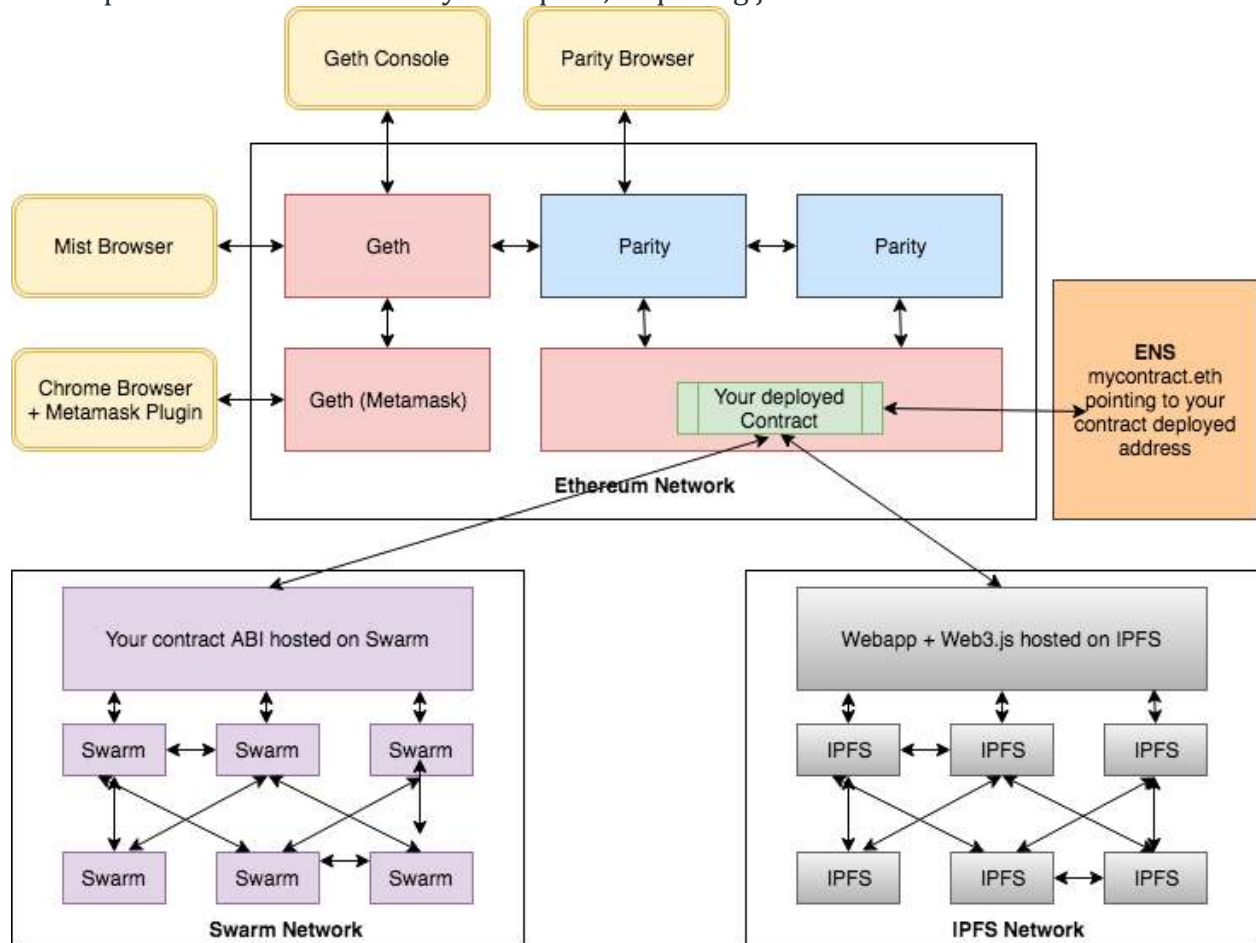 Geth Console
Parity Browser
Mist Browser
Geth
Parity
Parity
Chrome Browser
+ Metamask Plugin
Geth (Metamask)
Your deployed
Contract
ENS
mycontract.eth
pointing to your
contract deployed
address
Ethereum Network
Your contract ABI hosted on Swarm
Webapp + Web3.js hosted on IPFS
Swarm
Swarm
Swarm
IPFS
IPFS
IPFS
Swarm
Swarm
Swarm
IPFS
IPFS
IPFS
Swarm Network
IPFS Network